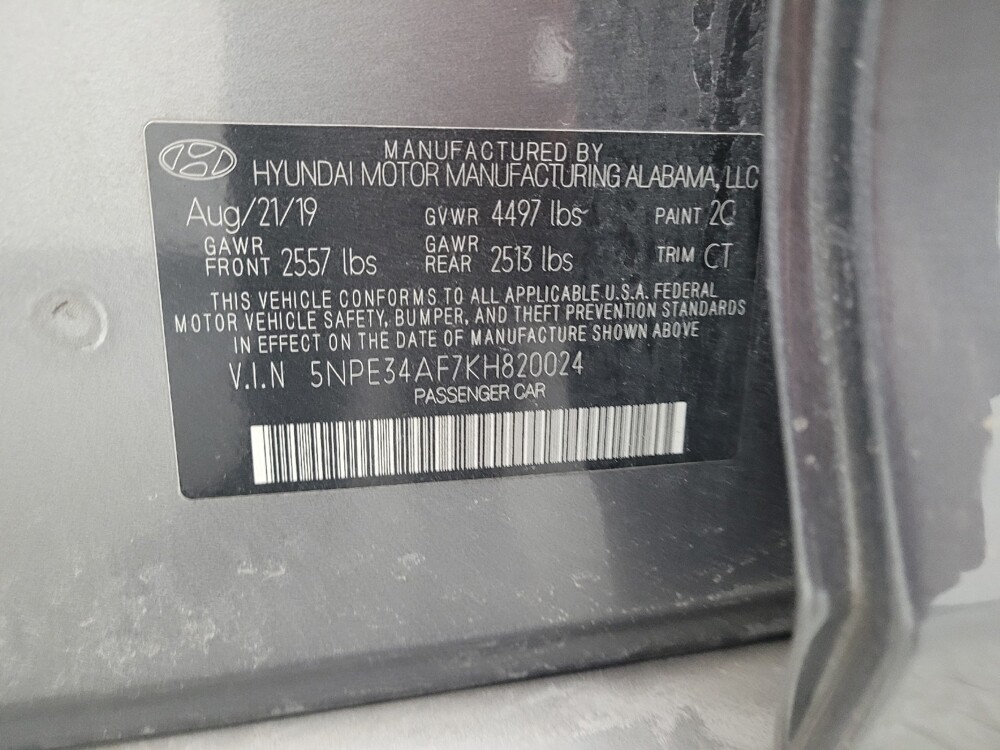 MANUFACTURED BY
HYUNDAI MOTOR MANUFACTURING ALABAMA, LLC
Aug/21/19 GVWR 4497 lbs PAINT 2C
GAWR FRONT 2557 lbs GAWR REAR 2513 lbs TRIM CT
THIS VEHICLE CONFORMS TO ALL APPLICABLE U.S.A. FEDERAL
MOTOR VEHICLE SAFETY, BUMPER, AND THEFT PREVENTION STANDARDS
IN EFFECT ON THE DATE OF MANUFACTURE SHOWN ABOVE
V.I.N 5NPE34AF7KH820024
PASSENGER CAR